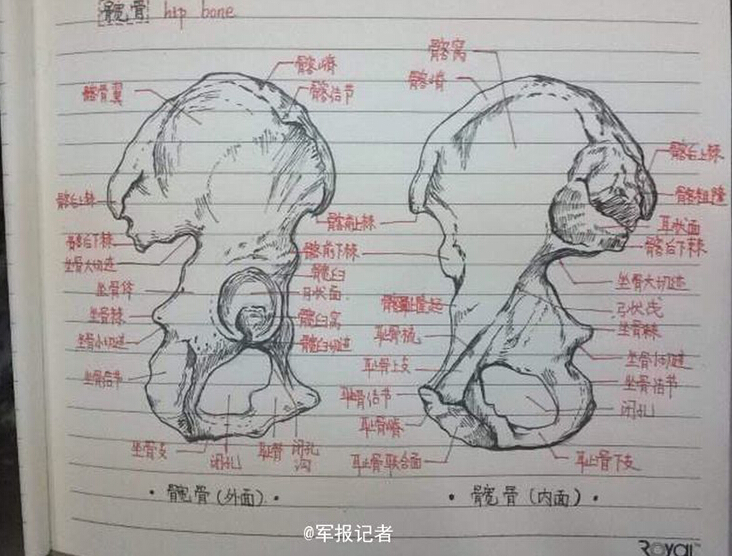 髋骨 hip bone
髂嵴
髂骨翼
髂结节
髂窝
髂嵴
髂后上棘
髂后上棘
髂粗隆
髂前上棘
耳状面
髂后下棘
髂前下棘
髂后下棘
坐骨大切迹
髋臼
坐骨大切迹
坐骨体
月状面
髂耻隆起
弓状线
坐骨棘
髋臼窝
耻骨梳
坐骨棘
坐骨小切迹
髋臼切迹
耻骨上支
坐骨小切迹
坐骨结节
耻骨结节
坐骨结节
闭孔
耻骨嵴
坐骨支
闭孔
耻骨
闭孔沟
耻骨联合面
耻骨下支
·髋骨(外面)·
·髋骨(内面)·
@军报记者
ROYAL